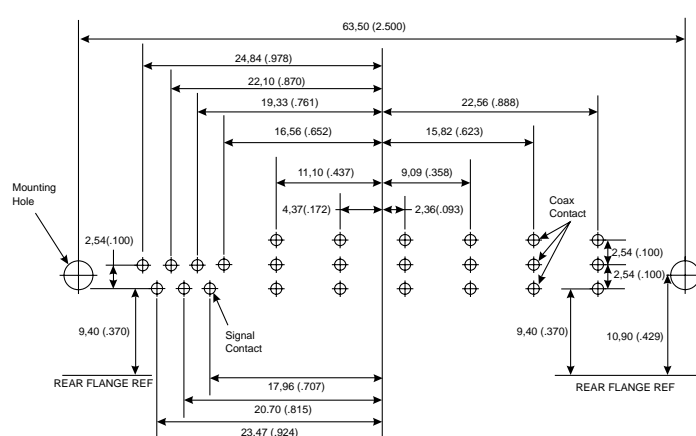 63,50 (2.500)
24,84 (.978)
22,10 (.870)
19,33 (.761)
22,56 (.888)
16,56 (.652)
15,82 (.623)
11,10 (.437)
9,09 (.358)
Mounting
Hole
Coax
Contact
4,37(.172)
2,36(.093)
2,54(.100)
2,54 (.100)
2,54 (.100)
9,40 (.370)
Signal
Contact
9,40 (.370)
10,90 (.429)
REAR FLANGE REF
REAR FLANGE REF
17,96 (.707)
20.70 (.815)
23,47 (.924)